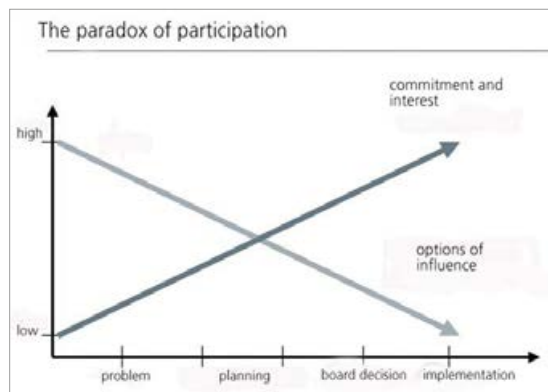 The paradox of participation
commitment and
interest
high
options of
influence
low
problem planning board decision implementation